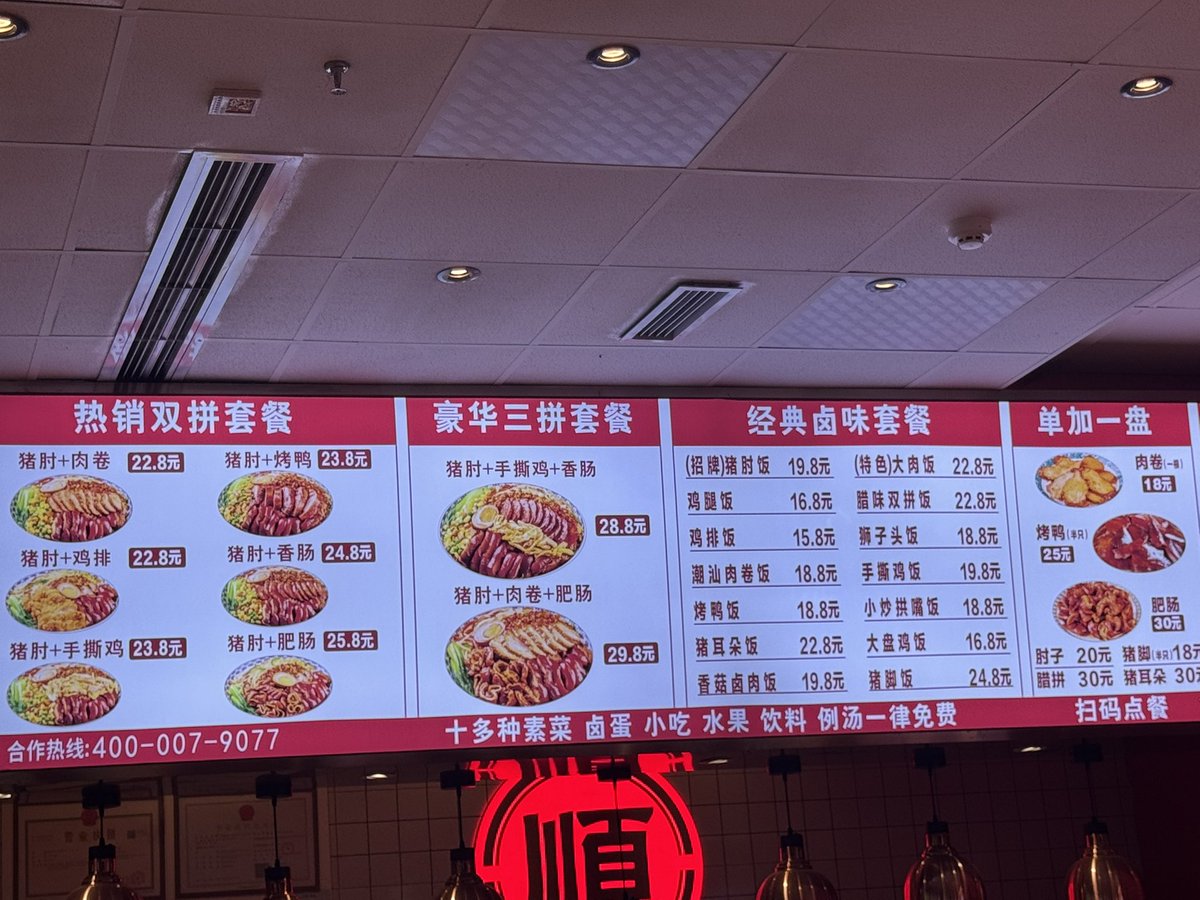 热销双拼套餐
猪肘+肉卷 22.8元
猪肘+烤鸭 23.8元
猪肘+鸡排 22.8元
猪肘+香肠 24.8元
猪肘+手撕鸡 23.8元
猪肘+肥肠 25.8元
合作热线:400-007-9077
豪华三拼套餐
猪肘+手撕鸡+香肠
28.8元
猪肘+肉卷+肥肠
29.8元
经典卤味套餐
(招牌)猪肘饭 19.8元
(特色)大肉饭 22.8元
鸡腿饭 16.8元
腊味双拼饭 22.8元
鸡排饭 15.8元
狮子头饭 18.8元
潮汕肉卷饭 18.8元
手撕鸡饭 19.8元
烤鸭饭 18.8元
小炒拱嘴饭 18.8元
猪耳朵饭 22.8元
大盘鸡饭 16.8元
香菇卤肉饭 19.8元
猪脚饭 24.8元
十多种素菜 卤蛋 小吃 水果 饮料 例汤一律免费
单加一盘
肉卷(一份)
18元
烤鸭(半只)
25元
肥肠
30元
肘子 20元 猪脚(半只)18元
腊拼 30元 猪耳朵 30元
扫码点餐
順